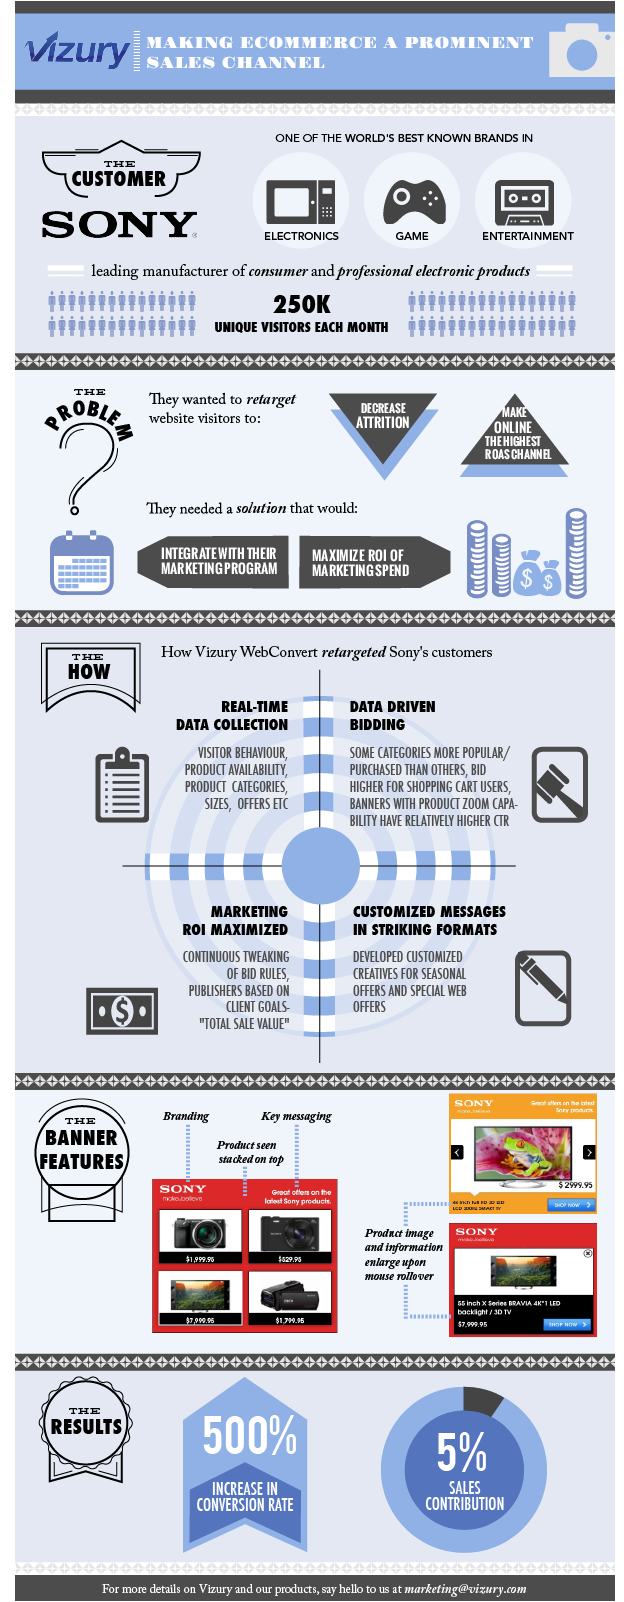 Vizury
MAKING ECOMMERCE A PROMINENT
SALES CHANNEL
THE
CUSTOMER
SONY
ONE OF THE WORLD'S BEST KNOWN BRANDS IN
ELECTRONICS
GAME
ENTERTAINMENT
leading manufacturer of consumer and professional electronic products
250K
UNIQUE VISITORS EACH MONTH
THE
PROBLEM
They wanted to retarget
website visitors to:
DECREASE
ATTRITION
MAKE
ONLINE
THE HIGHEST
ROAS CHANNEL
They needed a solution that would:
INTEGRATE WITH THEIR
MARKETING PROGRAM
MAXIMIZE ROI OF
MARKETING SPEND
$ $
THE
HOW
How Vizury WebConvert retargeted Sony's customers
REAL-TIME
DATA COLLECTION
VISITOR BEHAVIOUR,
PRODUCT AVAILABILITY,
PRODUCT CATEGORIES,
SIZES, OFFERS ETC
DATA DRIVEN
BIDDING
SOME CATEGORIES MORE POPULAR/
PURCHASED THAN OTHERS, BID
HIGHER FOR SHOPPING CART USERS,
BANNERS WITH PRODUCT ZOOM CAPA-
BILITY HAVE RELATIVELY HIGHER CTR
MARKETING
ROI MAXIMIZED
CONTINUOUS TWEAKING
OF BID RULES,
PUBLISHERS BASED ON
CLIENT GOALS-
"TOTAL SALE VALUE"
$
CUSTOMIZED MESSAGES
IN STRIKING FORMATS
DEVELOPED CUSTOMIZED
CREATIVES FOR SEASONAL
OFFERS AND SPECIAL WEB
OFFERS
THE
BANNER
FEATURES
Branding
Key messaging
Product seen
stacked on top
SONY
make.believe
Great offers on the
latest Sony products.
$1,999.95
$529.95
$7,999.95
$1,799.95
Product image
and information
enlarge upon
mouse rollover
SONY
make.believe
Great offers on the latest
Sony products.
$ 2999.95
SHOP NOW
SONY
make.believe
55 inch X Series BRAVIA 4K*1 LED
backlight / 3D TV
$7,999.95
SHOP NOW
THE
RESULTS
500%
INCREASE IN
CONVERSION RATE
5%
SALES
CONTRIBUTION
For more details on Vizury and our products, say hello to us at marketing@vizury.com